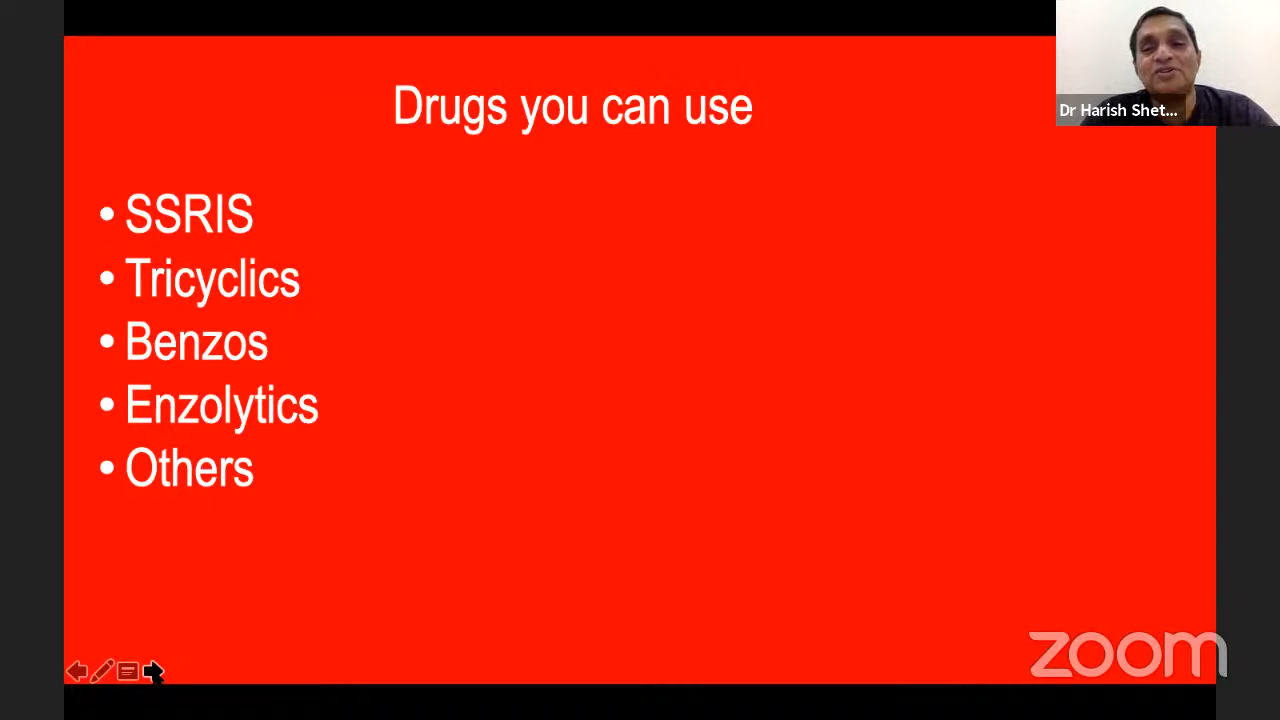 Drugs you can use
Dr Harish Shet...
• SSRIS
• Tricyclics
• Benzos
• Enzolytics
• Others
zoom